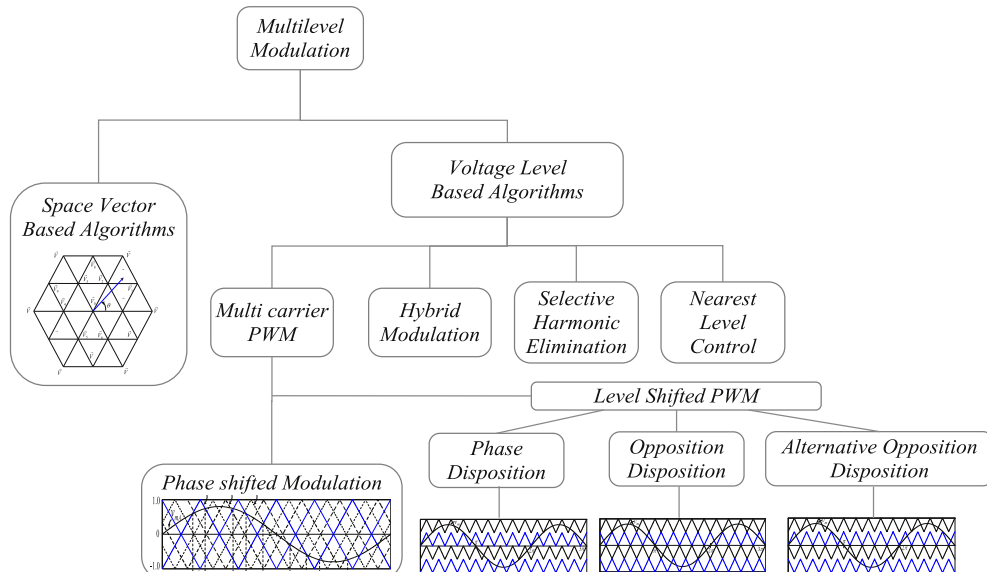 Multilevel
Modulation
Voltage Level
Based Algorithms
Space Vector
Based Algorithms
Multi carrier
PWM
Hybrid
Modulation
Selective
Harmonic
Elimination
Nearest
Level
Control
Level Shifted PWM
Phase
Disposition
Opposition
Disposition
Alternative Opposition
Disposition
Phase shifted Modulation
1.0
0
-1.0